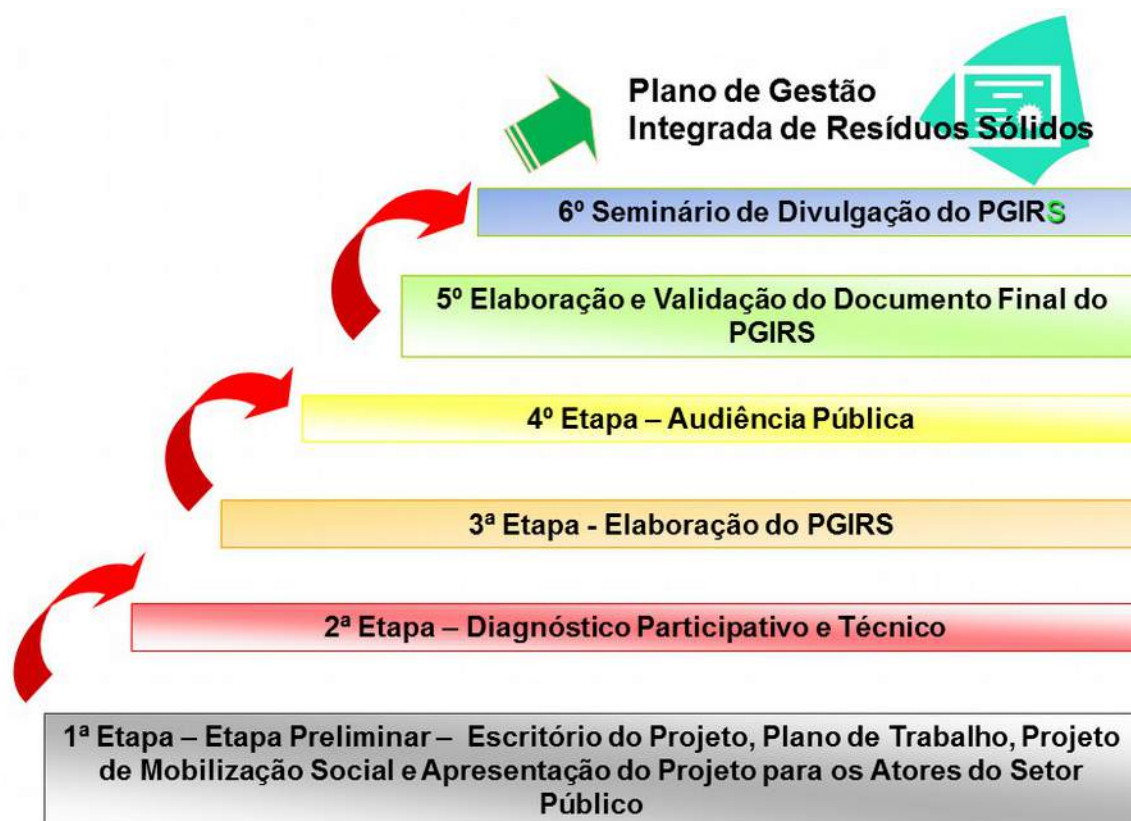 Plano de Gestão
Integrada de Resíduos Sólidos
6º Seminário de Divulgação do PGIRS
5º Elaboração e Validação do Documento Final do
PGIRS
4º Etapa – Audiência Pública
3ª Etapa - Elaboração do PGIRS
2ª Etapa – Diagnóstico Participativo e Técnico
1ª Etapa – Etapa Preliminar – Escritório do Projeto, Plano de Trabalho, Projeto
de Mobilização Social e Apresentação do Projeto para os Atores do Setor
Público